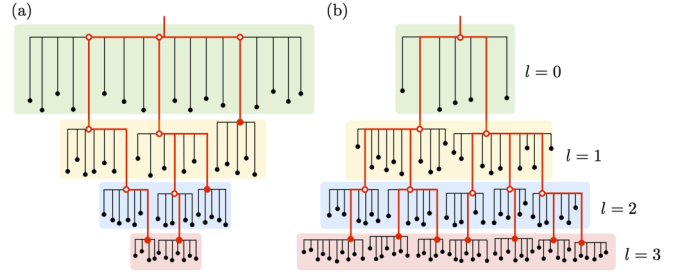 (a)
(b)
l = 0
l = 1
l = 2
l = 3